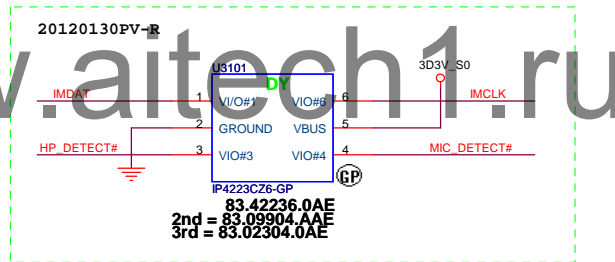 20120130PV-R
www.aitech1.ru
U3101
DY
3D3V_S0
IMDAT
1
VI/O#1
VIO#6
6
IMCLK
2
GROUND
VBUS
5
HP_DETECT#
3
VIO#3
VIO#4
4
MIC_DETECT#
GP
IP4223CZ6-GP
83.42236.0AE
2nd = 83.09904.AAE
3rd = 83.02304.0AE